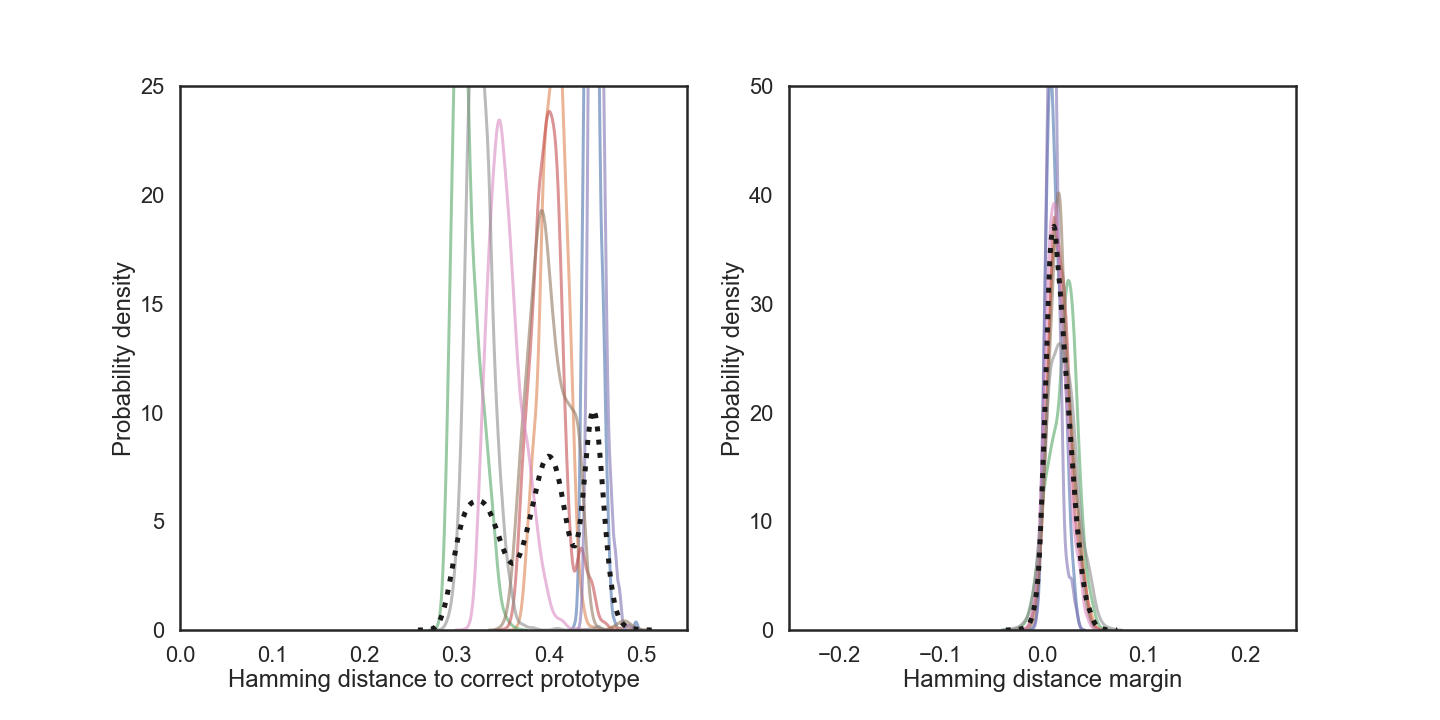 25
20
15
10
5
0
Probability density
0.0 0.1 0.2 0.3 0.4 0.5
Hamming distance to correct prototype
50
40
30
20
10
0
Probability density
−0.2 −0.1 0.0 0.1 0.2
Hamming distance margin